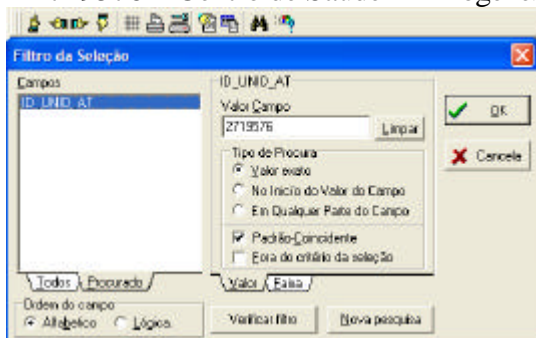 Filtro da Seleção
Campos
ID_UNID_AT
ID_UNID_AT
Valor Campo
2719576
Limpar
Tipo de Procura
Valor exato
No Início do Valor do Campo
Em Qualquer Parte do Campo
Padrão-Coincidente
Fora do critério da seleção
OK
Cancele
Todos
Procurado
Valor
Faixa
Ordem do campo
Alfabetico
Lógica
Verificar filtro
Nova pesquisa